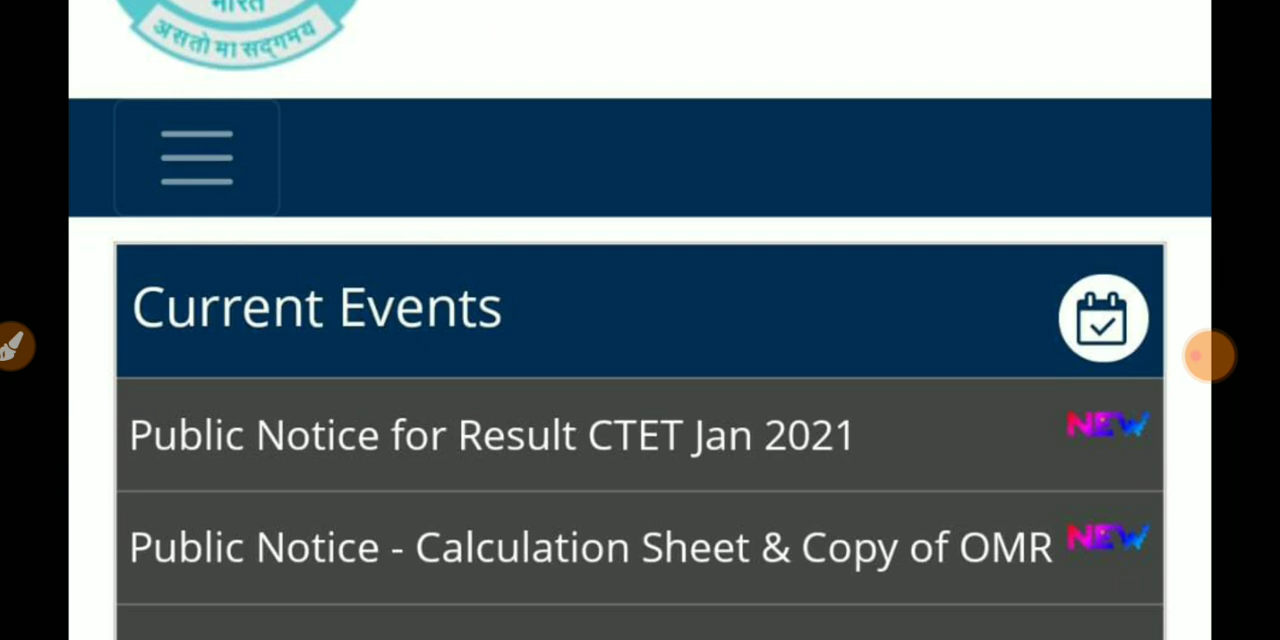 भारत
असतो मा सद्गमय
Current Events
Public Notice for Result CTET Jan 2021 NEW
Public Notice - Calculation Sheet & Copy of OMR NEW